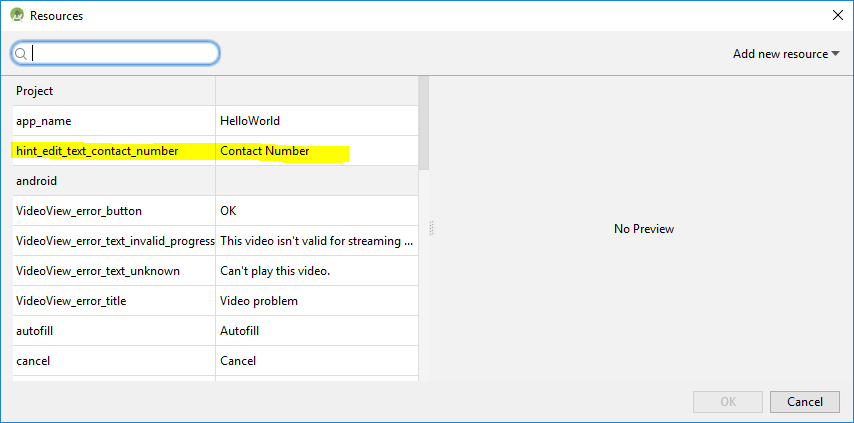 Resources
Add new resource
Project
app_name HelloWorld
hint_edit_text_contact_number Contact Number
android
VideoView_error_button OK
VideoView_error_text_invalid_progress This video isn't valid for streaming ...
VideoView_error_text_unknown Can't play this video.
VideoView_error_title Video problem
autofill Autofill
cancel Cancel
No Preview
OK Cancel